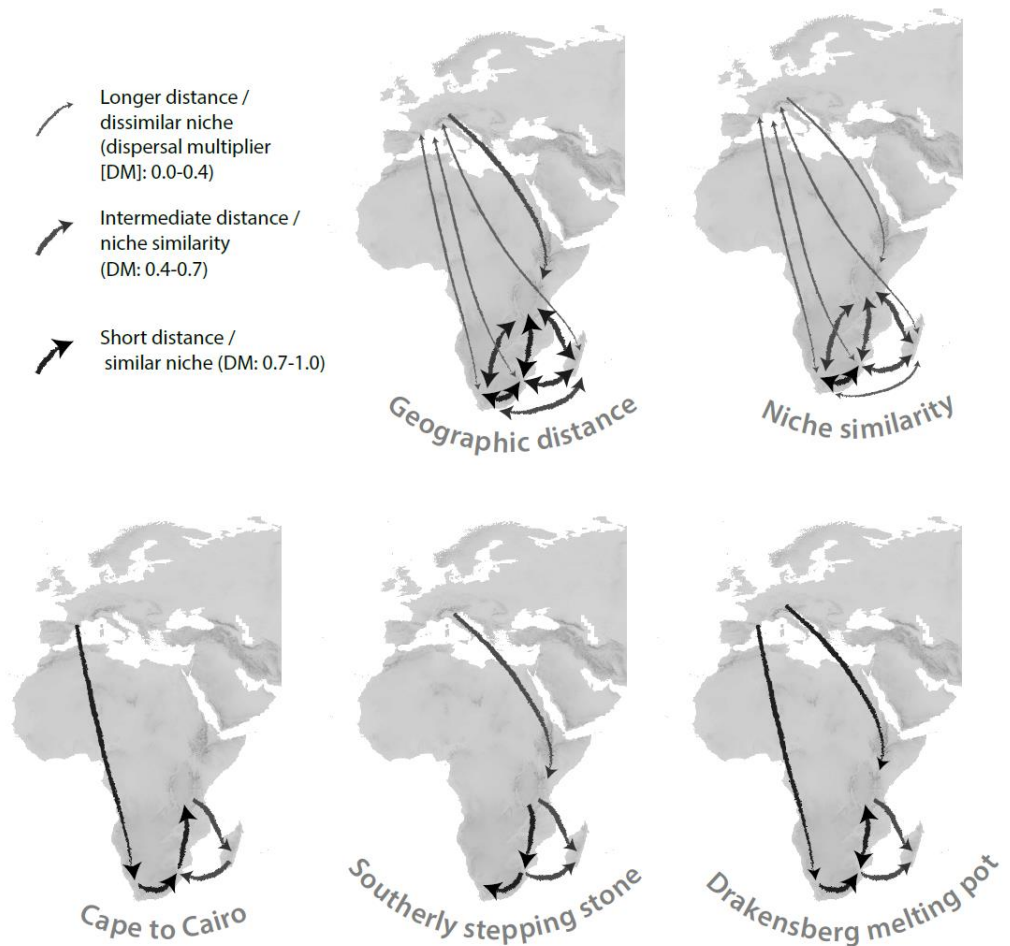 Longer distance /
dissimilar niche
(dispersal multiplier
[DM]: 0.0-0.4)
Intermediate distance /
niche similarity
(DM: 0.4-0.7)
Short distance /
similar niche (DM: 0.7-1.0)
Geographic distance
Niche similarity
Cape to Cairo
Southerly stepping stone
Drakensberg melting pot